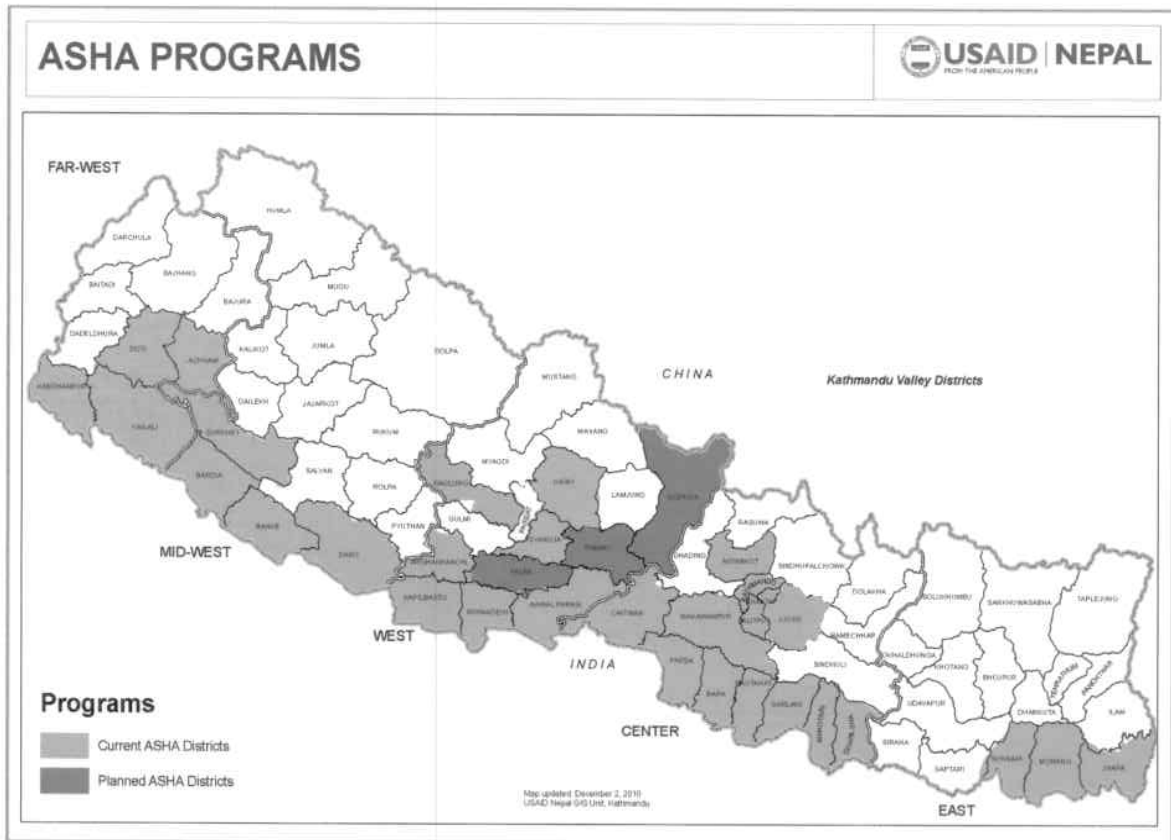 ASHA PROGRAMS
USAID | NEPAL
FROM THE AMERICAN PEOPLE
FAR-WEST
HUMLA
DARCHULA
BAJHANG
BAITADI
BAJURA
MUGU
DADELDHURA
DOTI
ACHHAM
KALIKOT
JUMLA
DOLPA
MUSTANG
CHINA
Kathmandu Valley Districts
KANCHANPUR
KAILALI
DAILEKH
JAJARKOT
SURKHET
RUKUM
MANANG
MYAGDI
BARDIA
SALYAN
ROLPA
BAGLUNG
KASKI
LAMJUNG
GORKHA
BANKE
PYUTHAN
GULMI
PARBAT
SYANGJA
TANAHU
RASUWA
DHADING
NUWAKOT
SINDHUPALCHOWK
MID-WEST
DANG
ARGHAKHANCHI
PALPA
DOLAKHA
SOLUKHUMBU
SANKHUWASABHA
TAPLEJUNG
KAPILBASTU
RUPANDEHI
NAWALPARASI
CHITWAN
MAKAWANPUR
KAVRE
RAMECHHAP
WEST
INDIA
OKHALDHUNGA
KHOTANG
BHOJPUR
TERHATHUM
PANCHTHAR
PARSA
BARA
RAUTAHAT
SINDHULI
UDAYAPUR
DHANKUTA
ILAM
Programs
CENTER
SARLAHI
MAHOTTARI
DHANUSHA
SIRAHA
SAPTARI
SUNSARI
MORANG
JHAPA
Current ASHA Districts
Planned ASHA Districts
EAST
Map updated December 2, 2010
USAID Nepal GIS Unit, Kathmandu